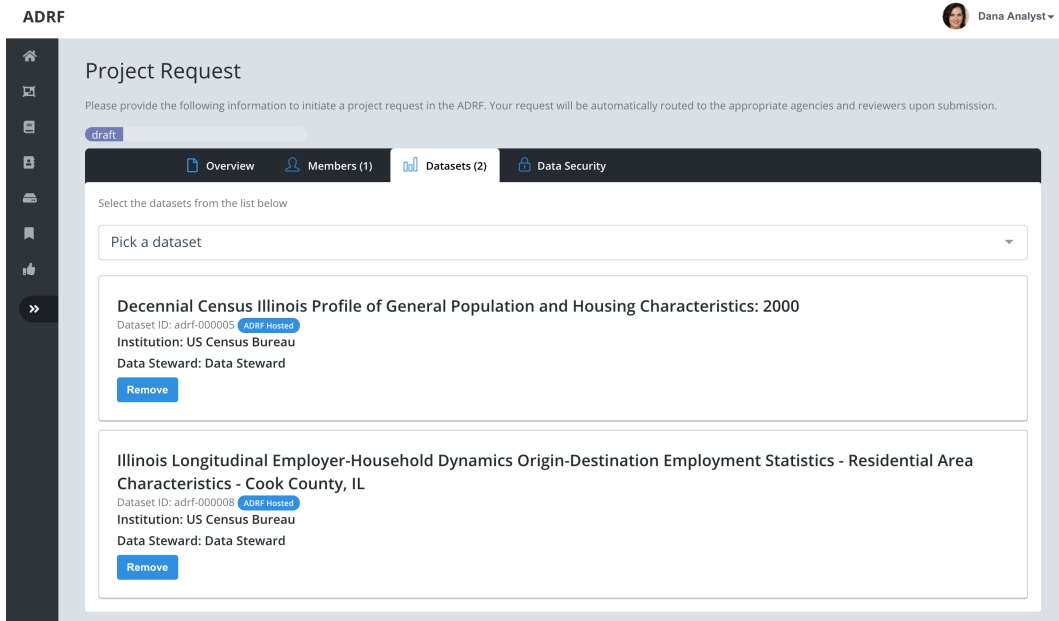 ADRF
Dana Analyst
Project Request
Please provide the following information to initiate a project request in the ADRF. Your request will be automatically routed to the appropriate agencies and reviewers upon submission.
draft
Overview
Members (1)
Datasets (2)
Data Security
Select the datasets from the list below
Pick a dataset
Decennial Census Illinois Profile of General Population and Housing Characteristics: 2000
Dataset ID: adrf-000005 ADRF Hosted
Institution: US Census Bureau
Data Steward: Data Steward
Remove
Illinois Longitudinal Employer-Household Dynamics Origin-Destination Employment Statistics - Residential Area
Characteristics - Cook County, IL
Dataset ID: adrf-000008 ADRF Hosted
Institution: US Census Bureau
Data Steward: Data Steward
Remove